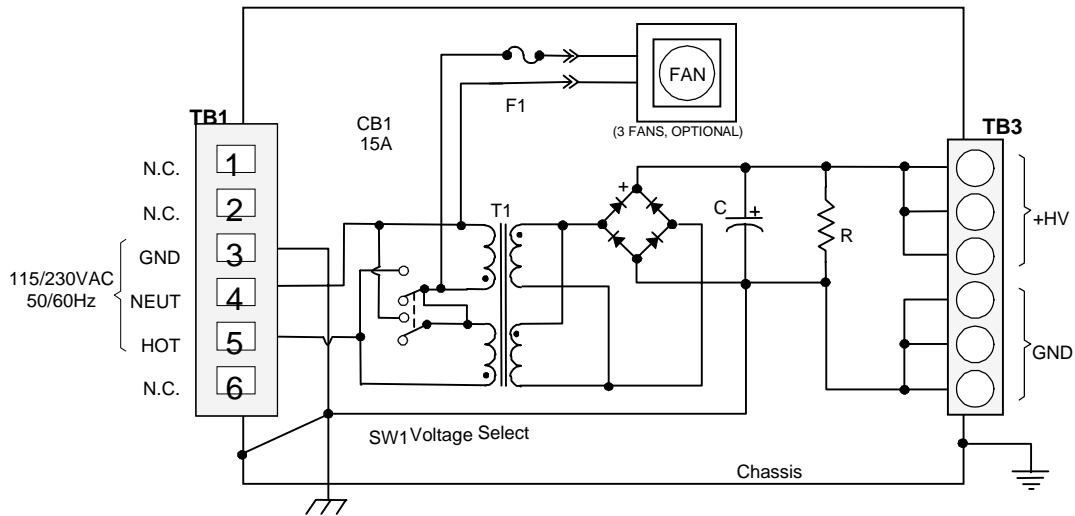 F1
FAN
(3 FANS, OPTIONAL)
TB1
CB1
15A
TB3
N.C.
1
N.C.
2
GND
3
115/230VAC
50/60Hz
NEUT
4
HOT
5
N.C.
6
T1
+
C
+
R
+HV
GND
SW1 Voltage Select
Chassis